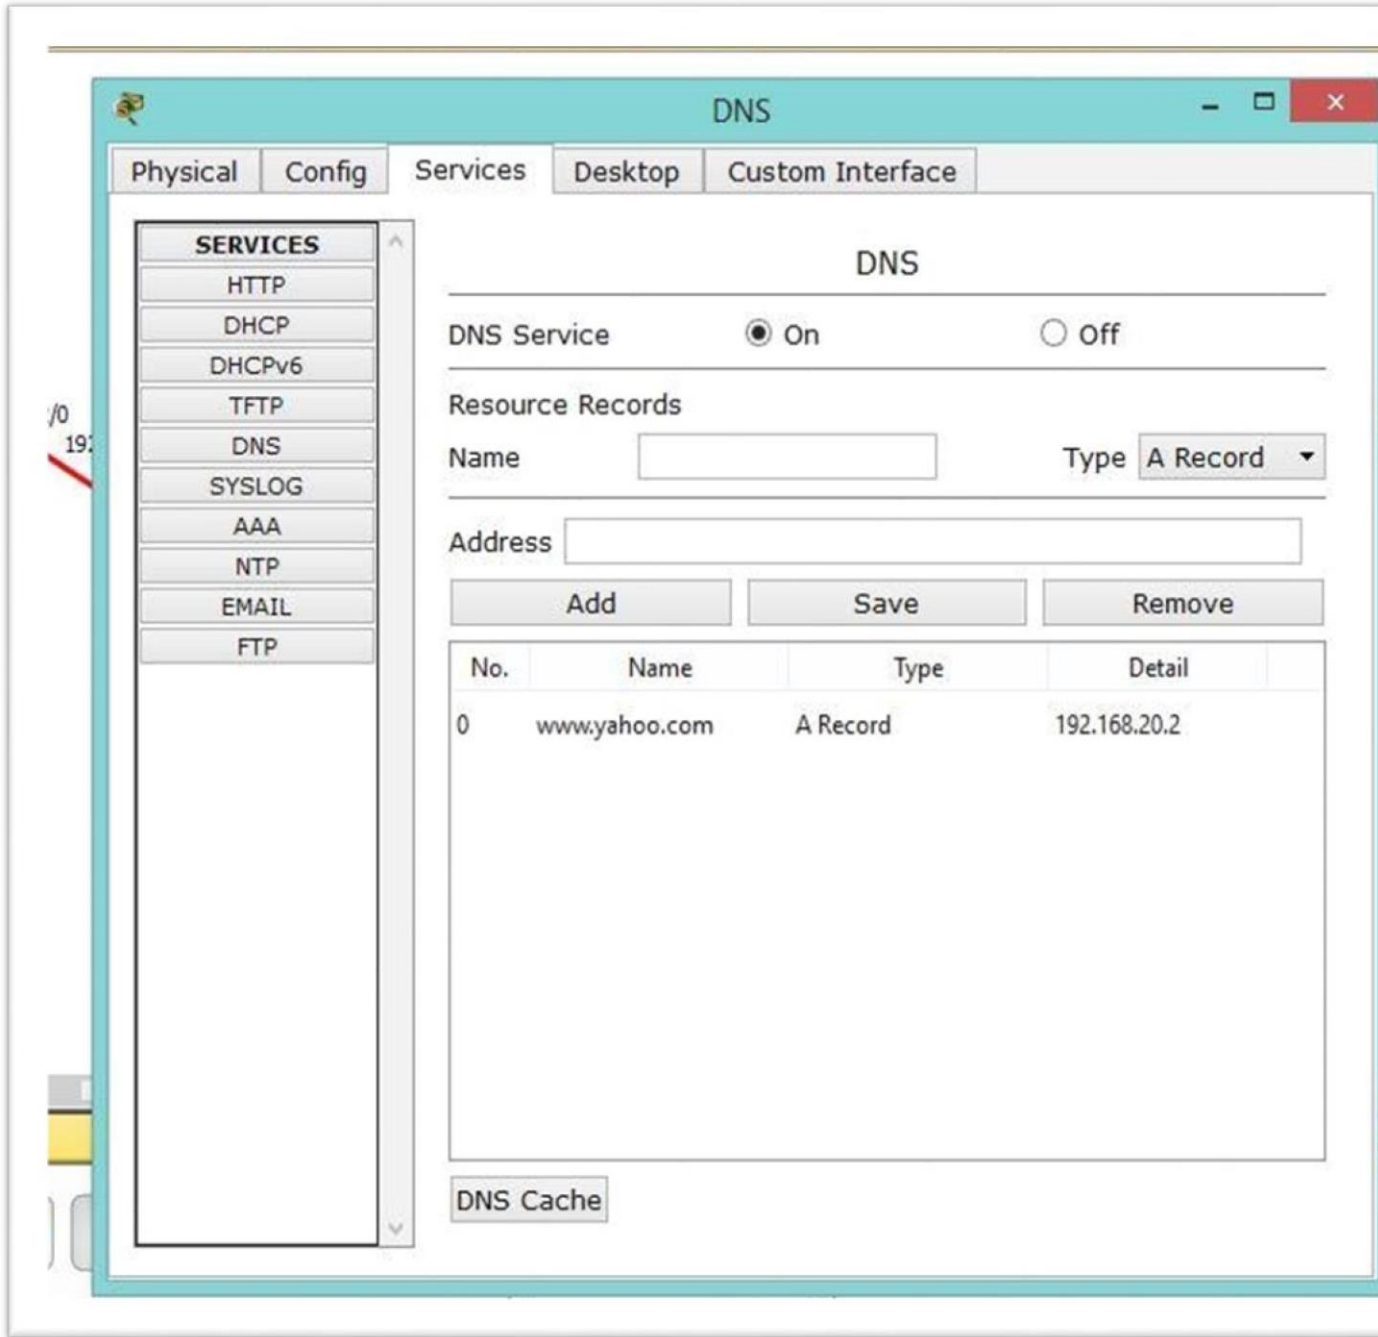 DNS
Physical Config Services Desktop Custom Interface
SERVICES
HTTP
DHCP
DHCPv6
TFTP
DNS
SYSLOG
AAA
NTP
EMAIL
FTP
/0
192
DNS
DNS Service On Off
Resource Records
Name Type A Record
Address
Add Save Remove
No. Name Type Detail
0 www.yahoo.com A Record 192.168.20.2
DNS Cache